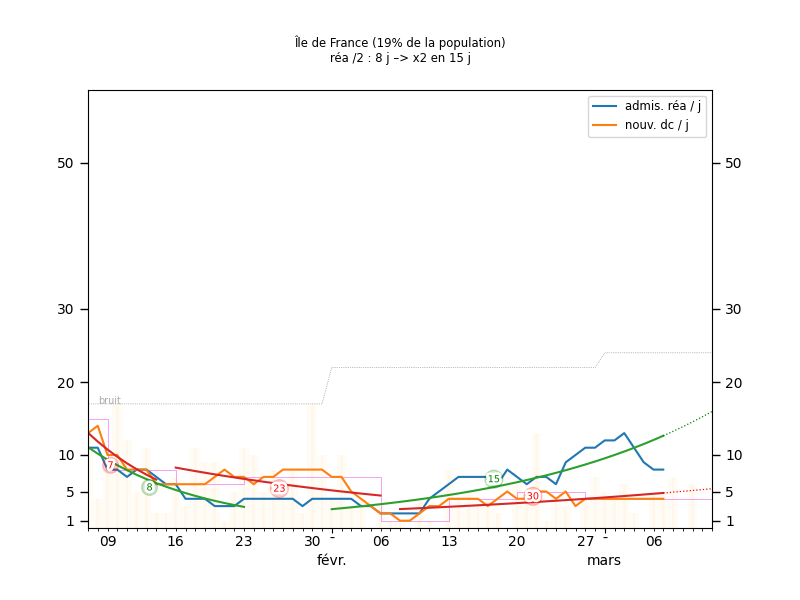 Île de France (19% de la population)
réa /2 : 8 j –> x2 en 15 j
admis. réa / j
nouv. dc / j
50 50
30 30
20 20
bruit
10 10
7 8 23 15 30
5 5
1 1
09 16 23 30 - 06 13 20 27 - 06
févr. mars